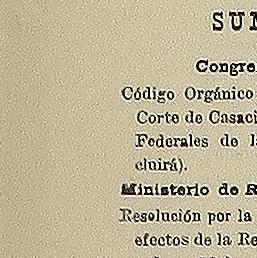 SUM
Congre
Código Orgánico
Corte de Casaci
Federales de l
cluirá).
Ministerio de R
Resolución por la
efectos de la Re